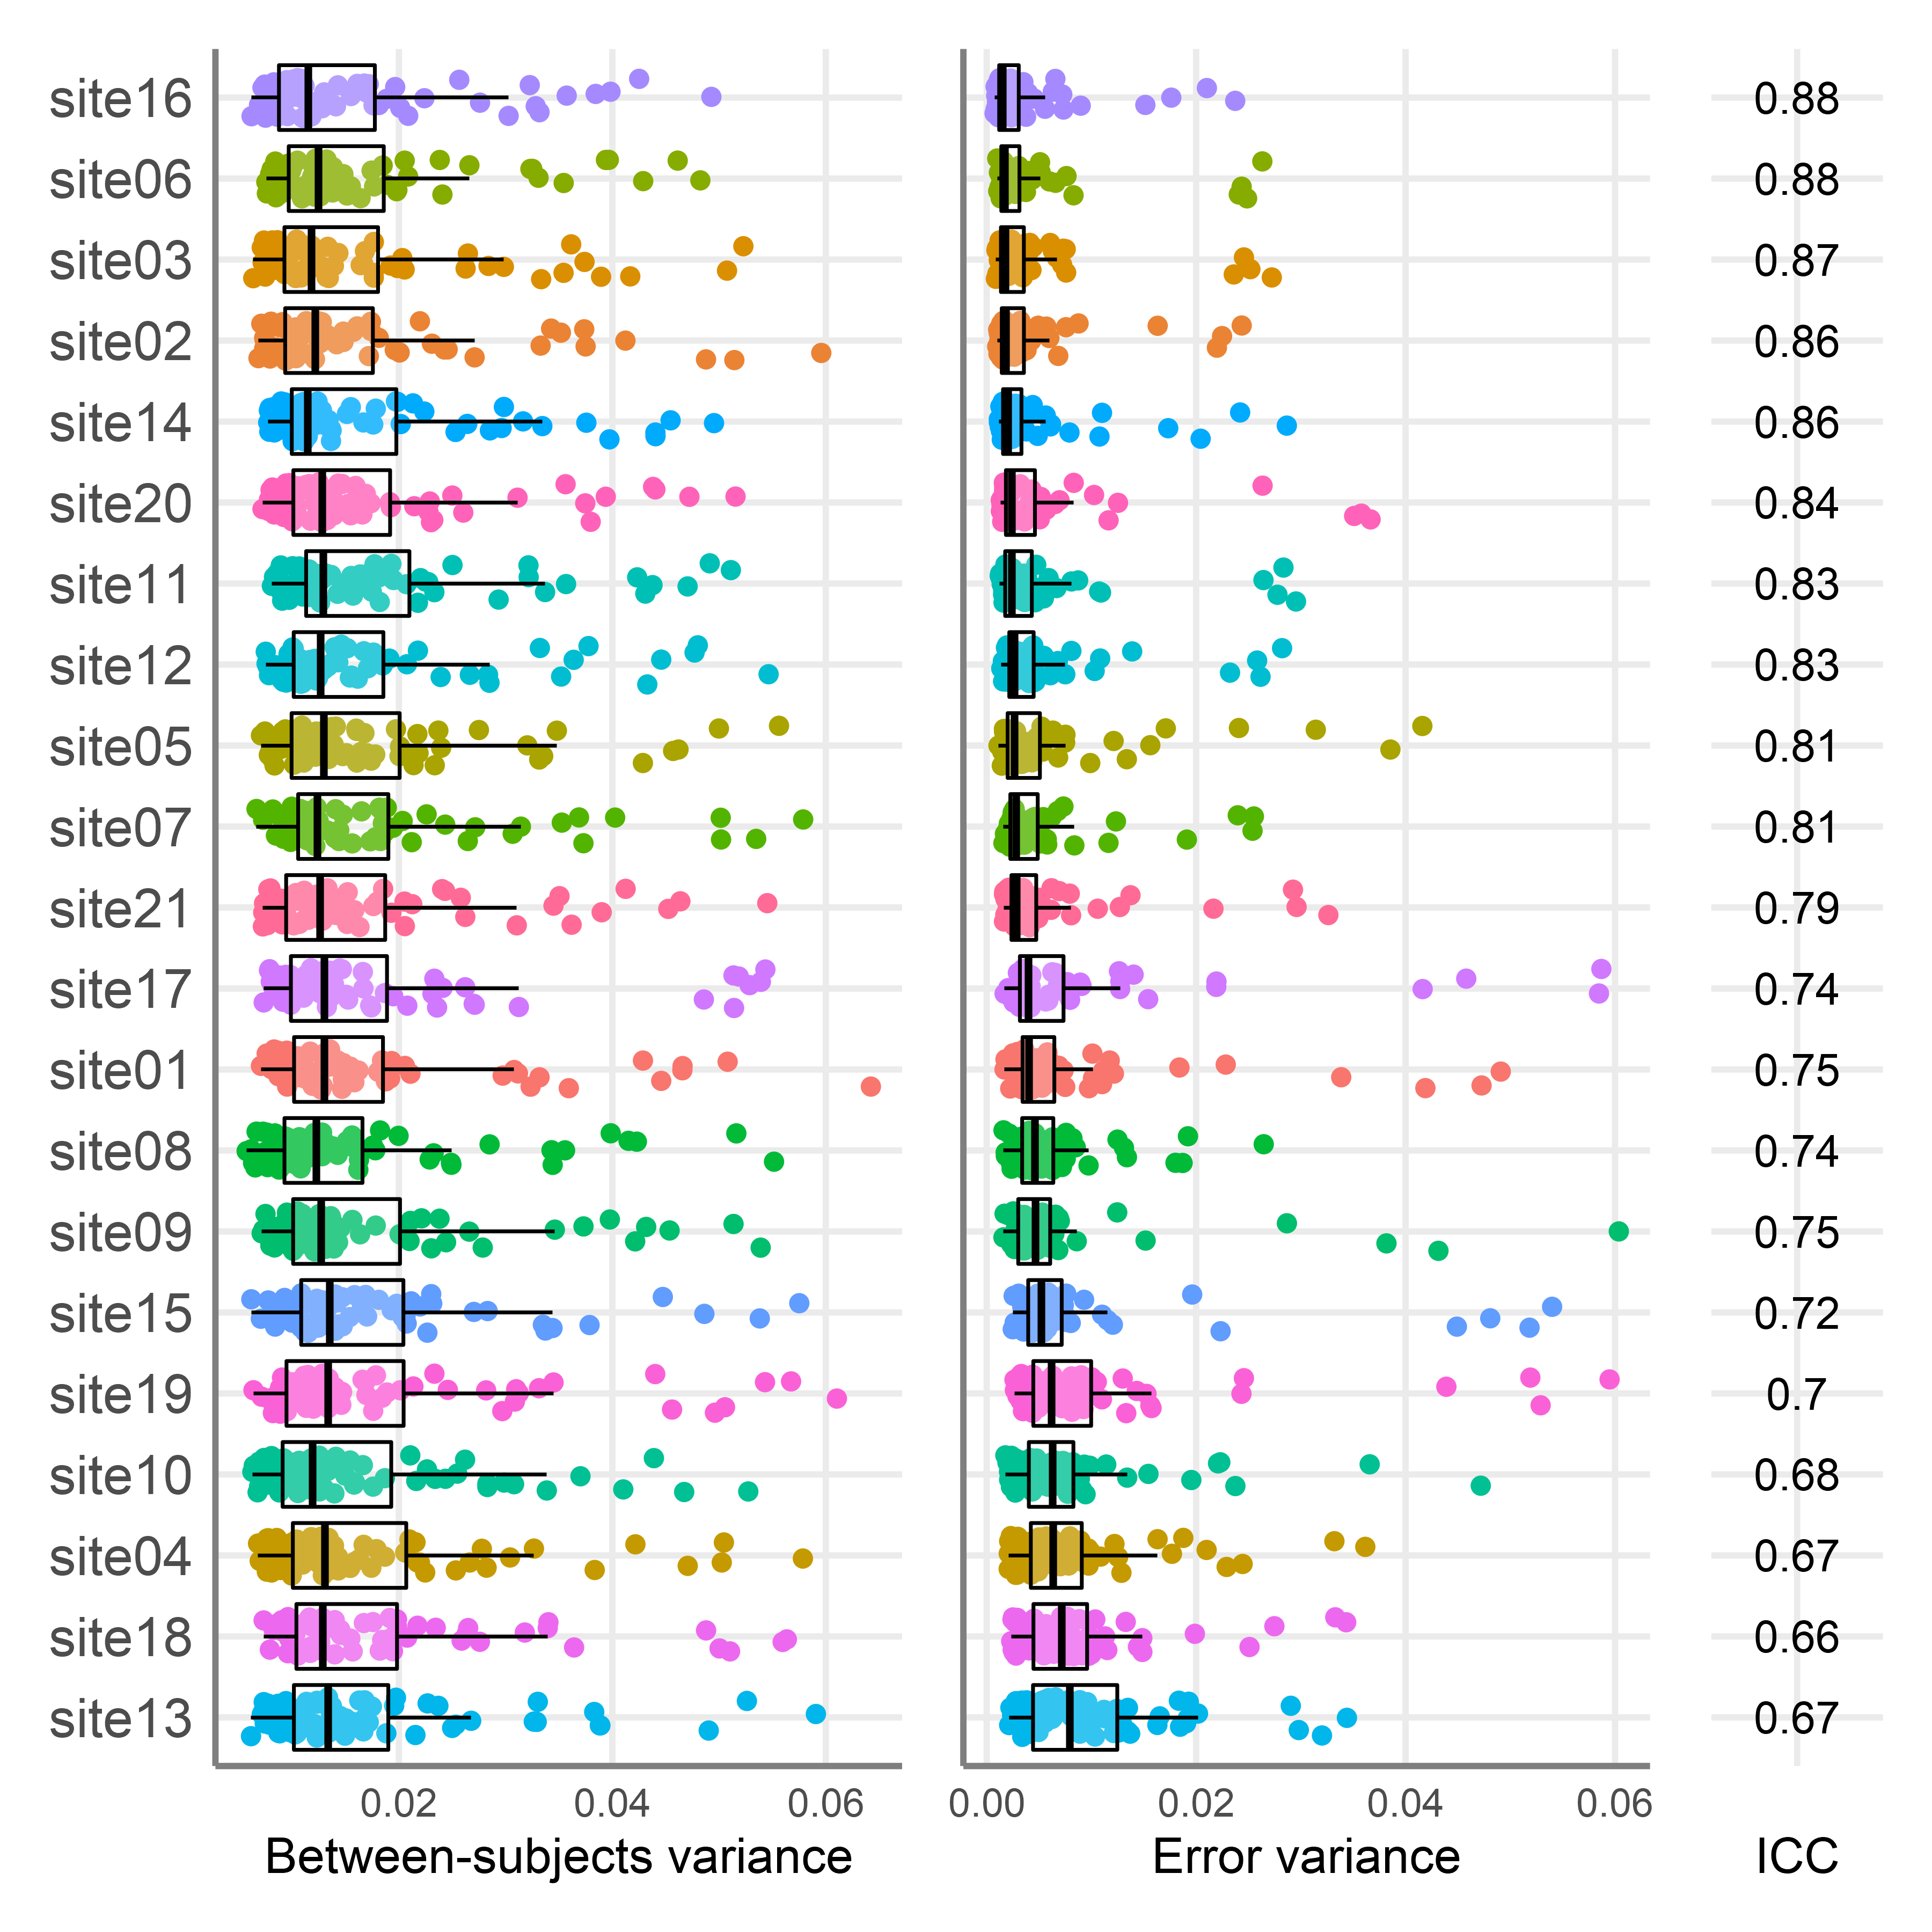 site16 0.88
site06 0.88
site03 0.87
site02 0.86
site14 0.86
site20 0.84
site11 0.83
site12 0.83
site05 0.81
site07 0.81
site21 0.79
site17 0.74
site01 0.75
site08 0.74
site09 0.75
site15 0.72
site19 0.7
site10 0.68
site04 0.67
site18 0.66
site13 0.67
0.02 0.04 0.06 0.00 0.02 0.04 0.06
Between-subjects variance Error variance ICC